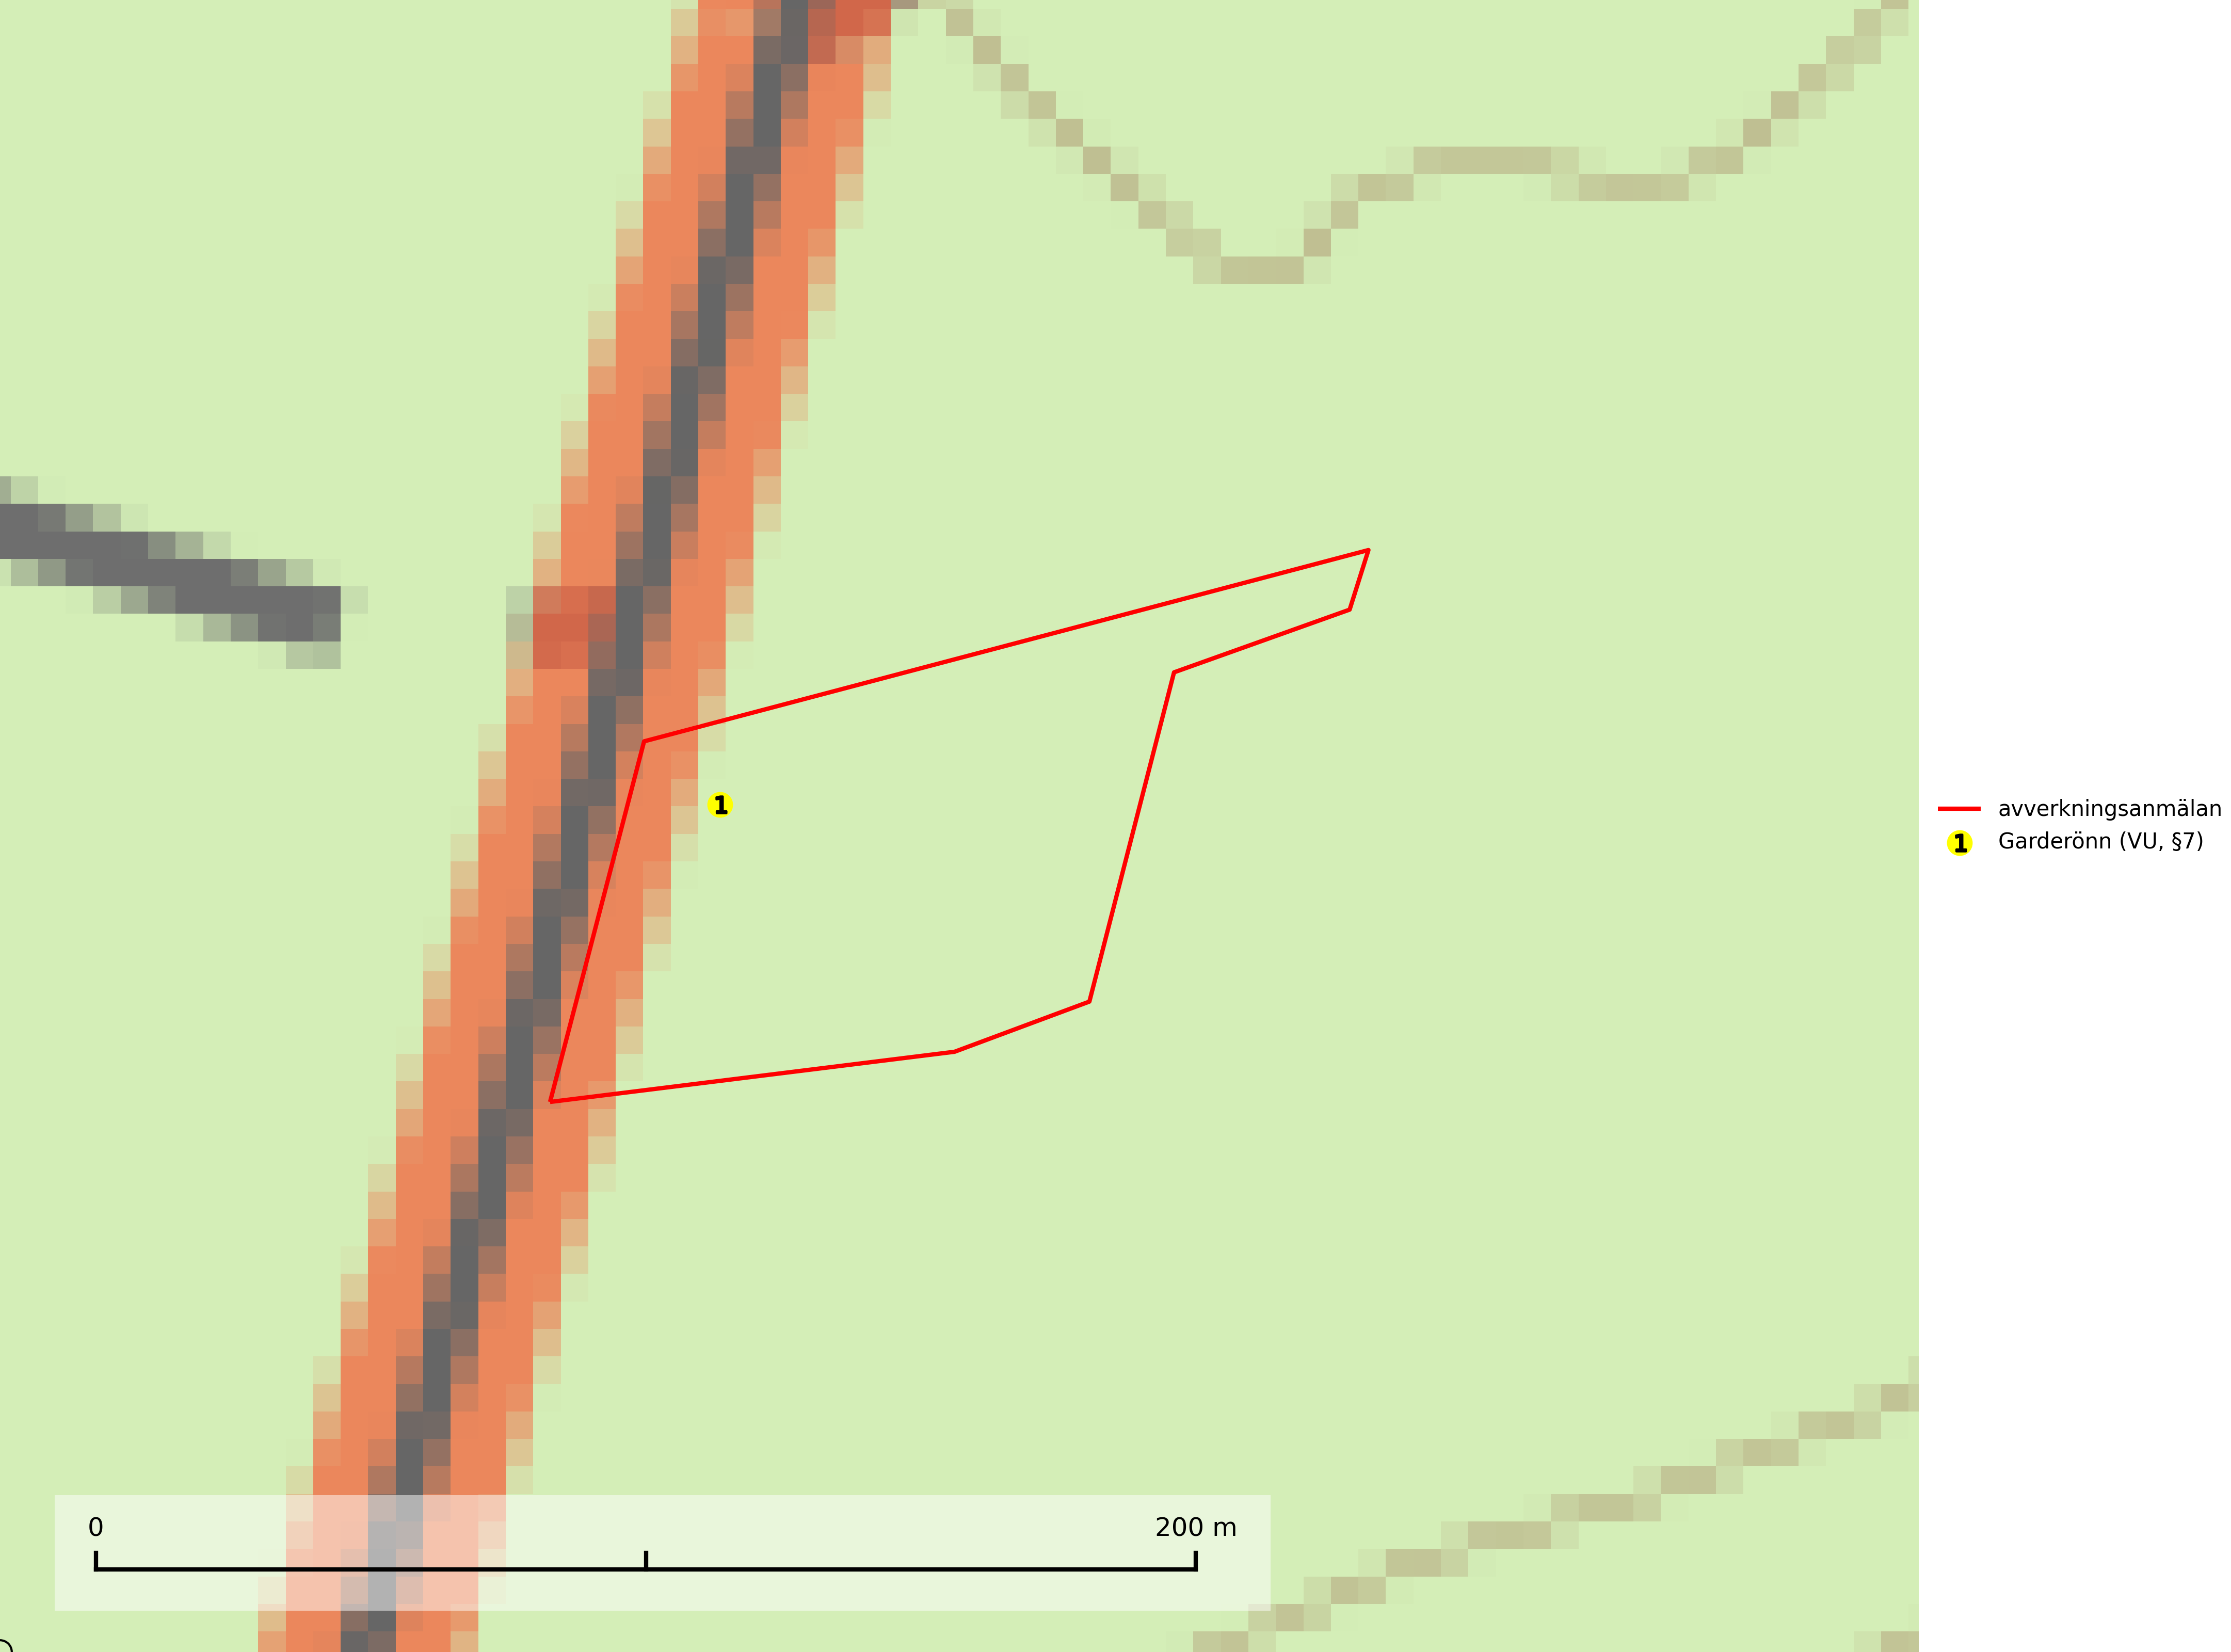 1
avverkningsanmälan
1 Garderönn (VU, §7)
0 200 m